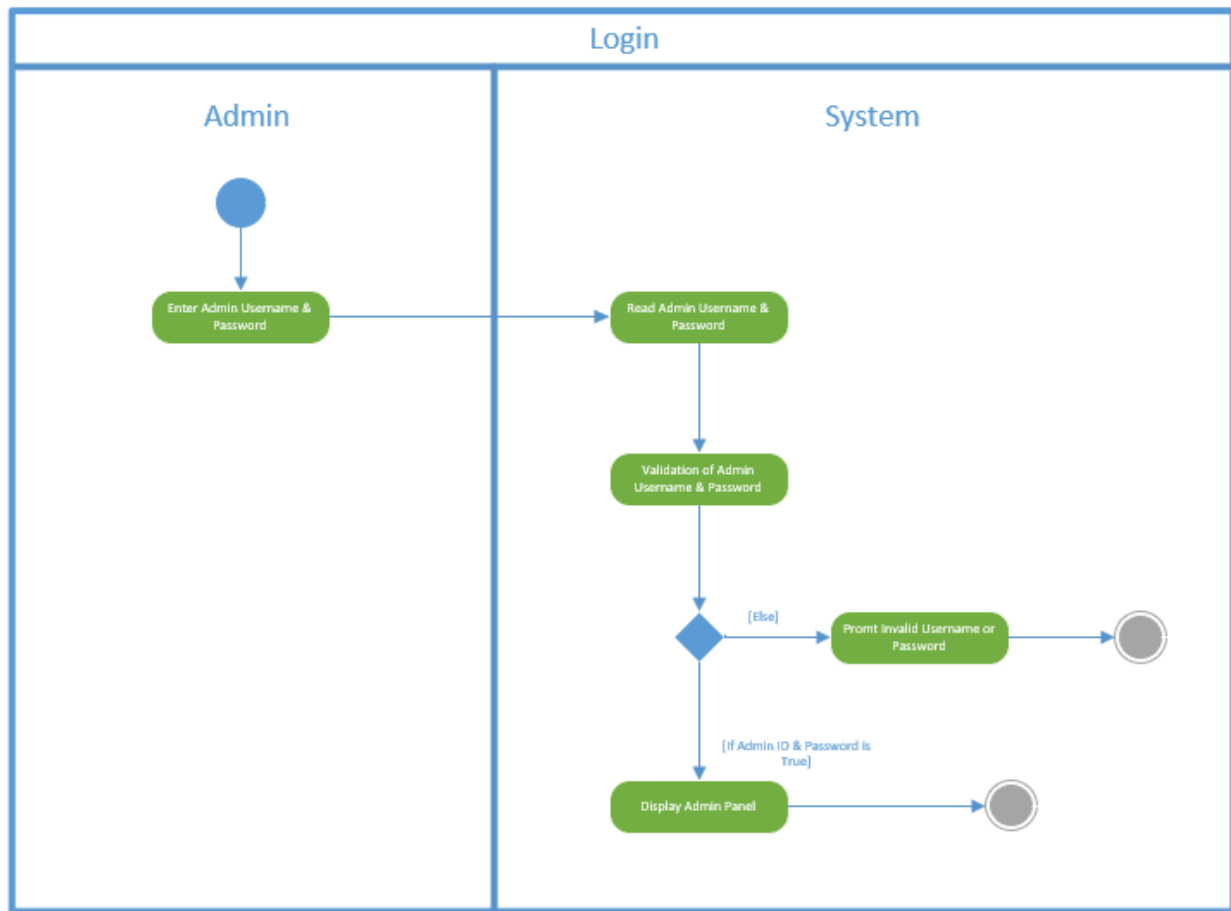 Login
Admin
System
Enter Admin Username &
Password
Read Admin Username &
Password
Validation of Admin
Username & Password
[Else]
Promt Invalid Username or
Password
[If Admin ID & Password is
True]
Display Admin Panel